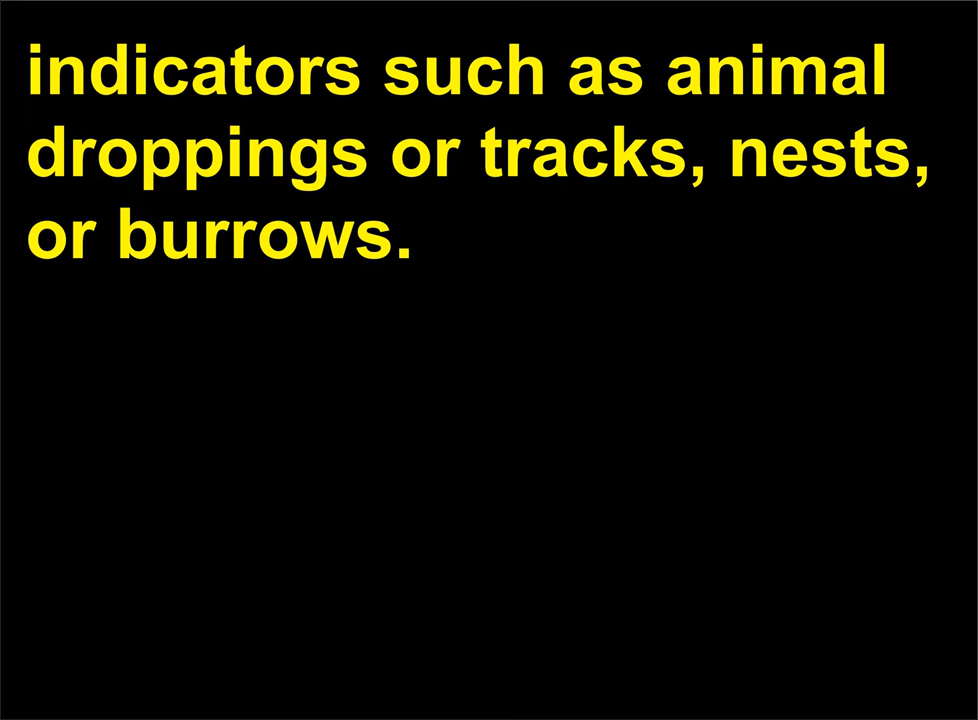 indicators such as animal
droppings or tracks, nests,
or burrows.